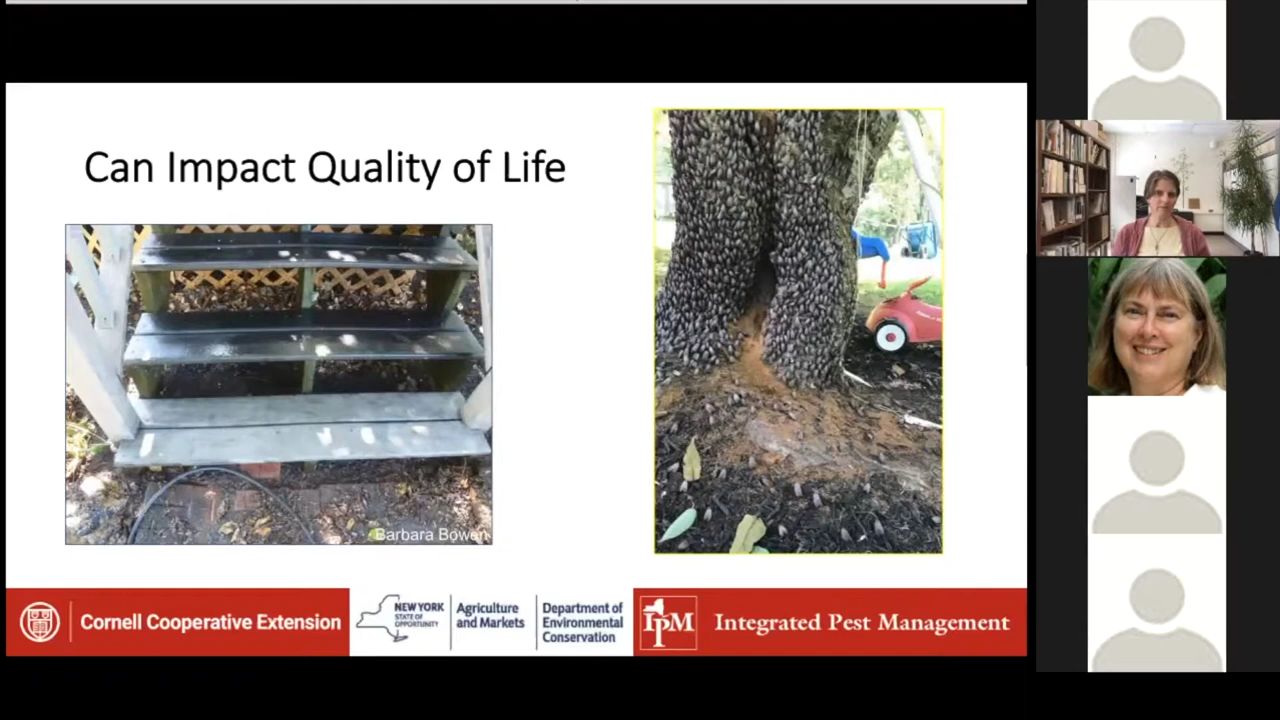 Can Impact Quality of Life
Barbara Bowen
Cornell Cooperative Extension
NEW YORK
STATE OF
OPPORTUNITY
Agriculture
and Markets
Department of
Environmental
Conservation
IPM
Integrated Pest Management